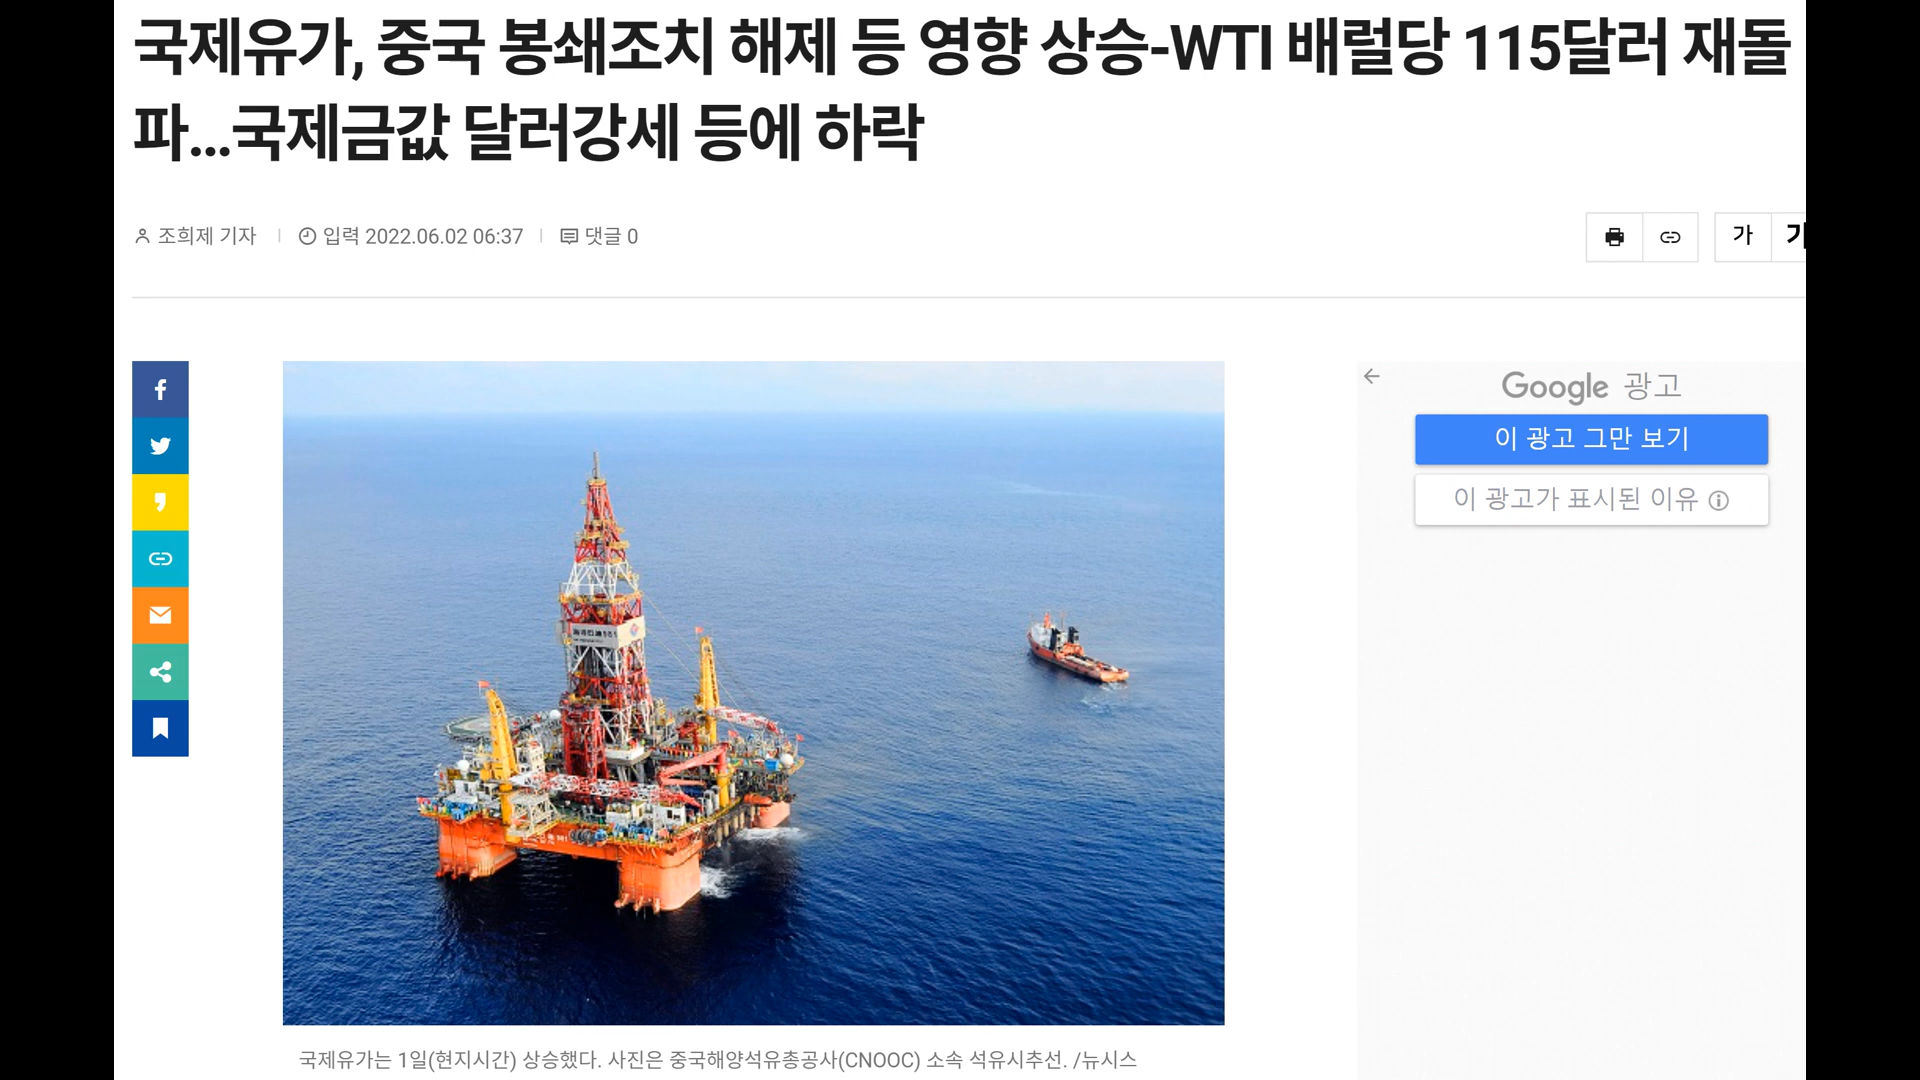 국제유가, 중국 봉쇄조치 해제 등 영향 상승-WTI 배럴당 115달러 재돌
파...국제금값 달러강세 등에 하락
조희제 기자 입력 2022.06.02 06:37 댓글 0
가 가
Google 광고
이 광고 그만 보기
이 광고가 표시된 이유
국제유가는 1일(현지시간) 상승했다. 사진은 중국해양석유총공사(CNOOC) 소속 석유시추선. /뉴시스